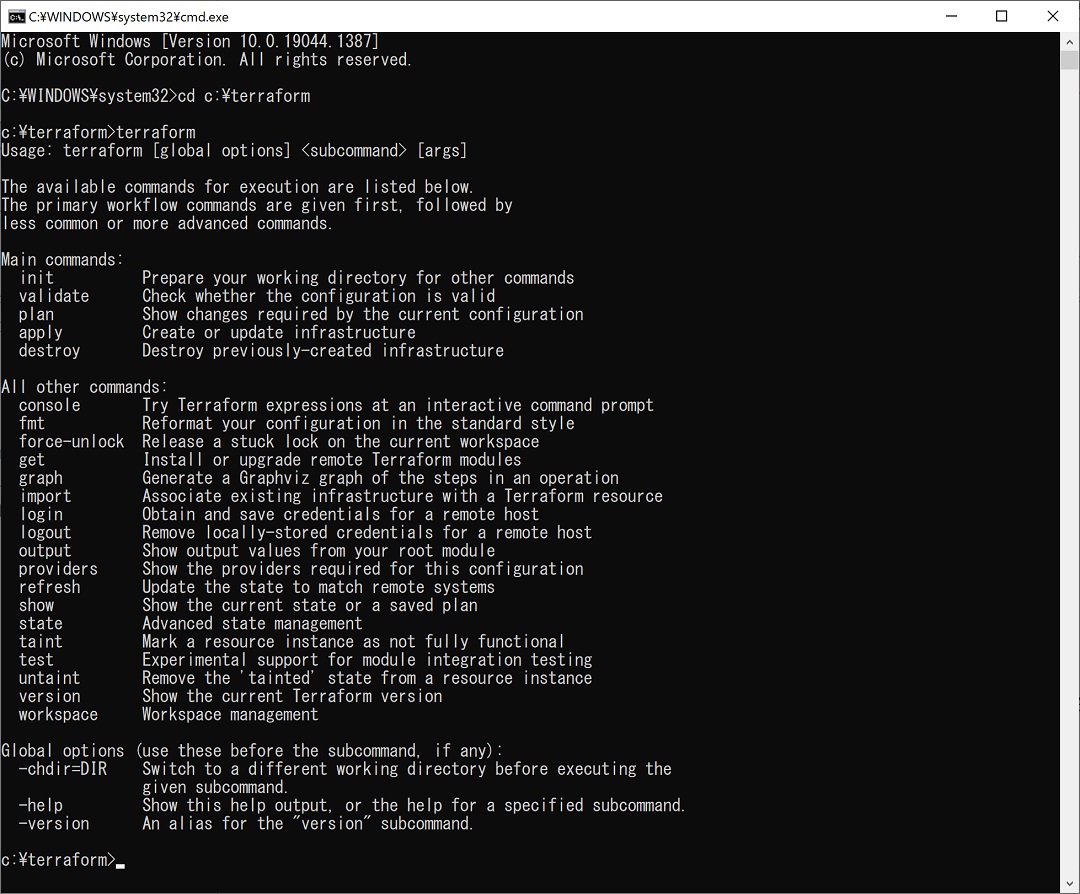 C:¥WINDOWS¥system32¥cmd.exe
Microsoft Windows [Version 10.0.19044.1387]
(c) Microsoft Corporation. All rights reserved.
C:¥WINDOWS¥system32>cd c:¥terraform
c:¥terraform>terraform
Usage: terraform [global options] <subcommand> [args]
The available commands for execution are listed below.
The primary workflow commands are given first, followed by
less common or more advanced commands.
Main commands:
  init          Prepare your working directory for other commands
  validate      Check whether the configuration is valid
  plan          Show changes required by the current configuration
  apply         Create or update infrastructure
  destroy       Destroy previously-created infrastructure
All other commands:
  console       Try Terraform expressions at an interactive command prompt
  fmt           Reformat your configuration in the standard style
  force-unlock  Release a stuck lock on the current workspace
  get           Install or upgrade remote Terraform modules
  graph         Generate a Graphviz graph of the steps in an operation
  import        Associate existing infrastructure with a Terraform resource
  login         Obtain and save credentials for a remote host
  logout        Remove locally-stored credentials for a remote host
  output        Show output values from your root module
  providers     Show the providers required for this configuration
  refresh       Update the state to match remote systems
  show          Show the current state or a saved plan
  state         Advanced state management
  taint         Mark a resource instance as not fully functional
  test          Experimental support for module integration testing
  untaint       Remove the 'tainted' state from a resource instance
  version       Show the current Terraform version
  workspace     Workspace management
Global options (use these before the subcommand, if any):
  -chdir=DIR    Switch to a different working directory before executing the
                given subcommand.
  -help         Show this help output, or the help for a specified subcommand.
  -version      An alias for the "version" subcommand.
c:¥terraform>